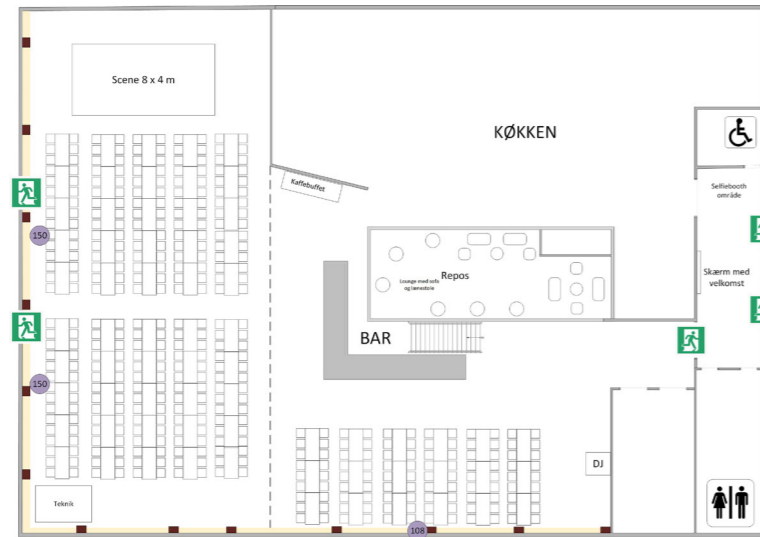 Scene 8 x 4 m
KØKKEN
Kaffebuffet
Selfiebooth
område
150
Repos
Lounge med sofa
og lænestole
Skærm med
velkomst
BAR
150
DJ
Teknik
108